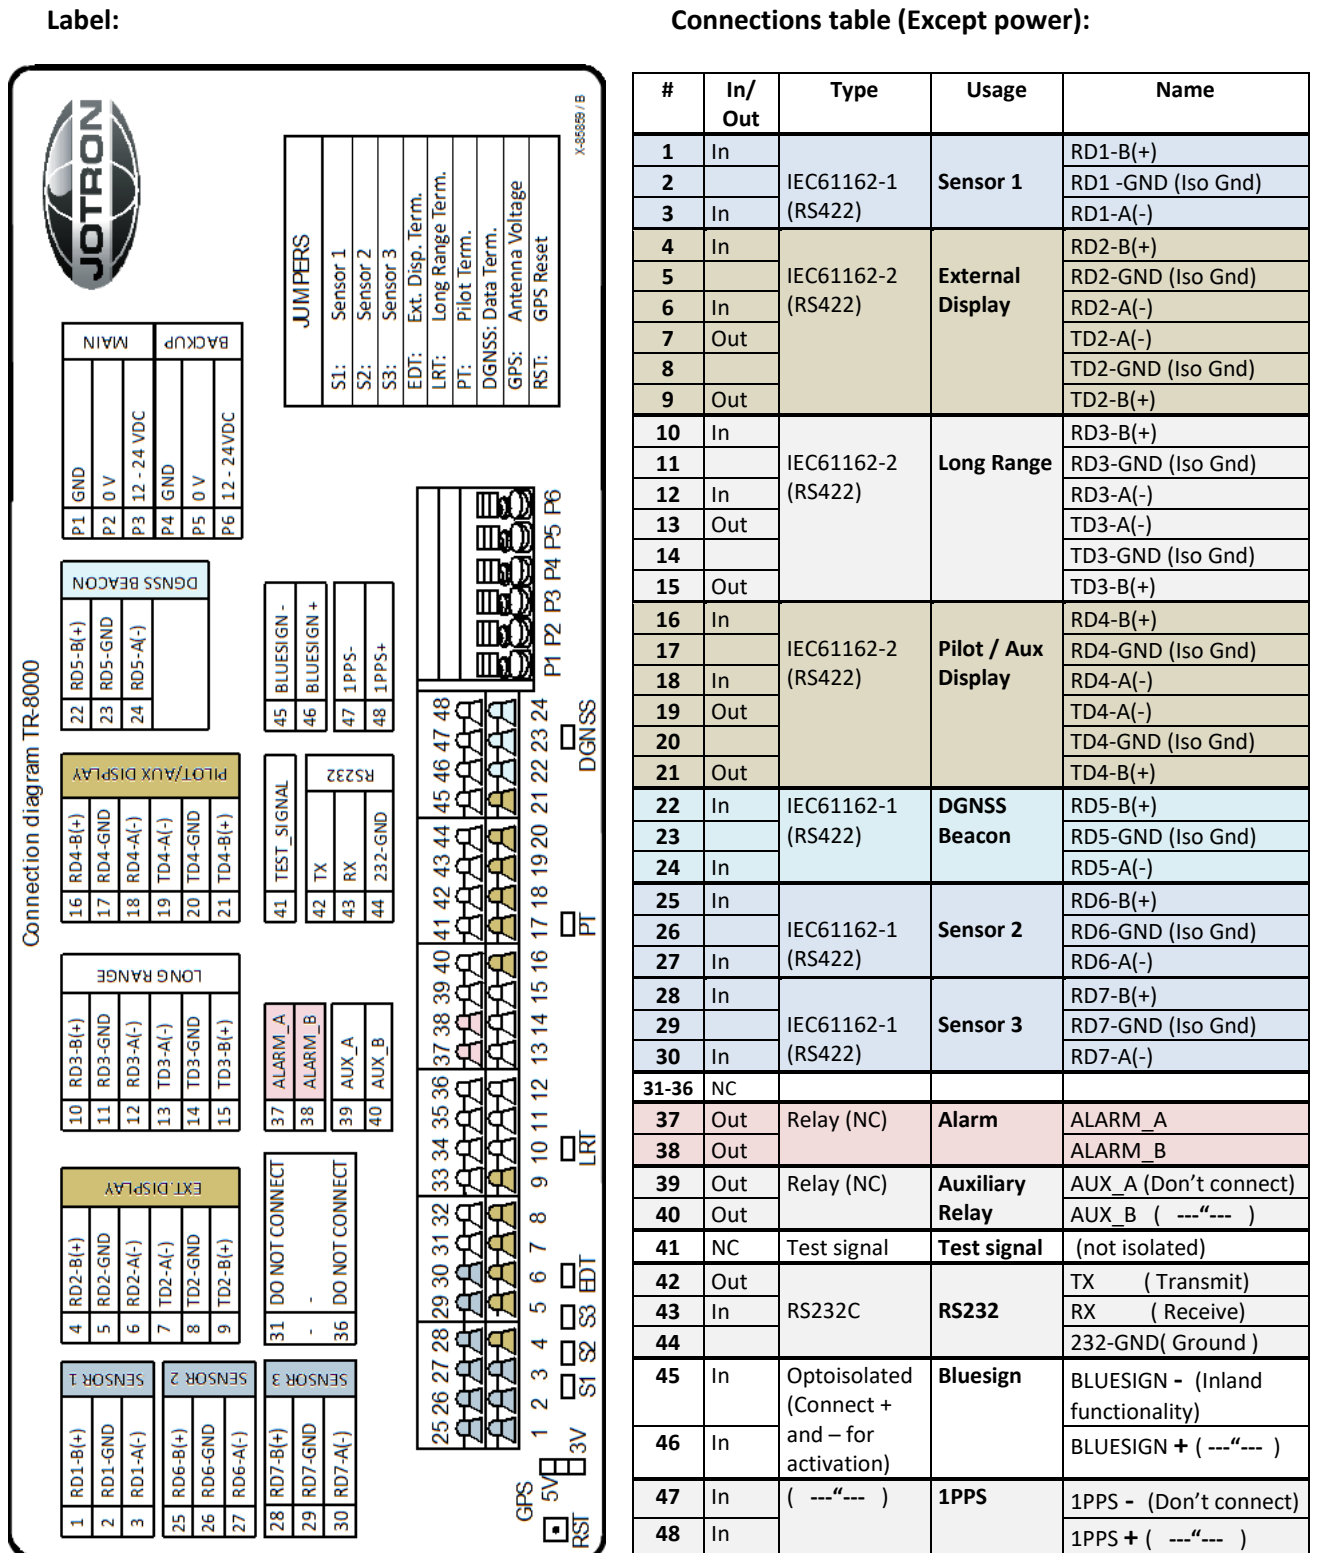 Label:
Connections table (Except power):
JOTRON
Connection diagram TR-8000
X-85859 / B
JUMPERS
S1: Sensor 1
S2: Sensor 2
S3: Sensor 3
EDT: Ext. Disp. Term.
LRT: Long Range Term.
PT: Pilot Term.
DGNSS: Data Term.
GPS: Antenna Voltage
RST: GPS Reset
MAIN
BACKUP
P1 GND
P2 0 V
P3 12 - 24 VDC
P4 GND
P5 0 V
P6 12 - 24VDC
DGNSS BEACON
22 RD5-B(+)
23 RD5-GND
24 RD5-A(-)
45 BLUESIGN -
46 BLUESIGN +
47 1PPS-
48 1PPS+
PILOT/AUX DISPLAY
16 RD4-B(+)
17 RD4-GND
18 RD4-A(-)
19 TD4-A(-)
20 TD4-GND
21 TD4-B(+)
41 TEST_SIGNAL
RS232
42 TX
43 RX
44 232-GND
LONG RANGE
10 RD3-B(+)
11 RD3-GND
12 RD3-A(-)
13 TD3-A(-)
14 TD3-GND
15 TD3-B(+)
37 ALARM_A
38 ALARM_B
39 AUX_A
40 AUX_B
EXT.DISPLAY
4 RD2-B(+)
5 RD2-GND
6 RD2-A(-)
7 TD2-A(-)
8 TD2-GND
9 TD2-B(+)
31 DO NOT CONNECT
- -
36 DO NOT CONNECT
SENSOR 1
1 RD1-B(+)
2 RD1-GND
3 RD1-A(-)
SENSOR 2
25 RD6-B(+)
26 RD6-GND
27 RD6-A(-)
SENSOR 3
28 RD7-B(+)
29 RD7-GND
30 RD7-A(-)
25 26 27 28 29 30 31 32 33 34 35 36 37 38 39 40 41 42 43 44 45 46 47 48
1 2 3 4 5 6 7 8 9 10 11 12 13 14 15 16 17 18 19 20 21 22 23 24 P1 P2 P3 P4 P5 P6
S1 S2 S3 EDT LRT PT DGNSS
GPS
5V 3V
RST
# In/Out Type Usage Name
1 In IEC61162-1 (RS422) Sensor 1 RD1-B(+)
2 RD1 -GND (Iso Gnd)
3 In RD1-A(-)
4 In IEC61162-2 (RS422) External Display RD2-B(+)
5 RD2-GND (Iso Gnd)
6 In RD2-A(-)
7 Out TD2-A(-)
8 TD2-GND (Iso Gnd)
9 Out TD2-B(+)
10 In IEC61162-2 (RS422) Long Range RD3-B(+)
11 RD3-GND (Iso Gnd)
12 In RD3-A(-)
13 Out TD3-A(-)
14 TD3-GND (Iso Gnd)
15 Out TD3-B(+)
16 In IEC61162-2 (RS422) Pilot / Aux Display RD4-B(+)
17 RD4-GND (Iso Gnd)
18 In RD4-A(-)
19 Out TD4-A(-)
20 TD4-GND (Iso Gnd)
21 Out TD4-B(+)
22 In IEC61162-1 (RS422) DGNSS Beacon RD5-B(+)
23 RD5-GND (Iso Gnd)
24 In RD5-A(-)
25 In IEC61162-1 (RS422) Sensor 2 RD6-B(+)
26 RD6-GND (Iso Gnd)
27 In RD6-A(-)
28 In IEC61162-1 (RS422) Sensor 3 RD7-B(+)
29 RD7-GND (Iso Gnd)
30 In RD7-A(-)
31-36 NC
37 Out Relay (NC) Alarm ALARM_A
38 Out ALARM_B
39 Out Relay (NC) Auxiliary Relay AUX_A (Don't connect)
40 Out AUX_B ( ---"--- )
41 NC Test signal Test signal (not isolated)
42 Out RS232C RS232 TX ( Transmit)
43 In RX ( Receive)
44 232-GND( Ground )
45 In Optoisolated (Connect + and – for activation) Bluesign BLUESIGN - (Inland functionality)
46 In BLUESIGN + ( ---"--- )
47 In ( ---"--- ) 1PPS 1PPS - (Don't connect)
48 In 1PPS + ( ---"--- )